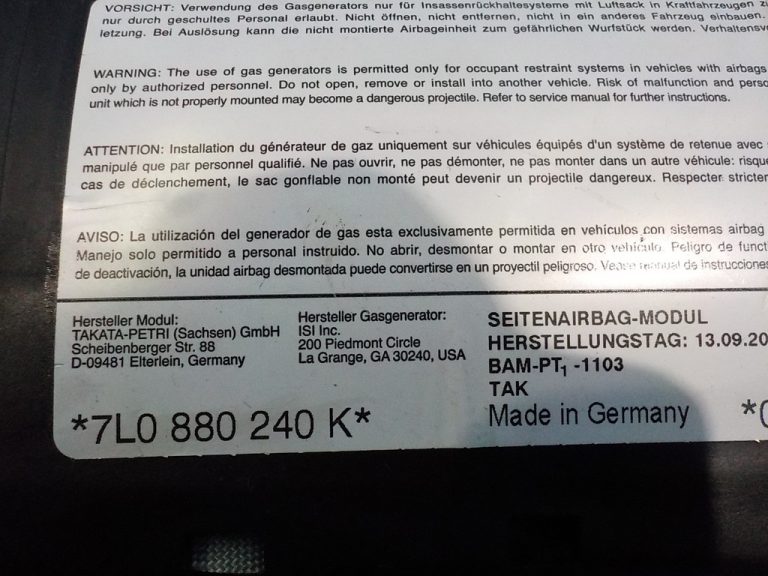 VORSICHT: Verwendung des Gasgenerators nur für Insassenrückhaltesysteme mit Luftsack in Kraftfahrzeugen
nur durch geschultes Personal erlaubt. Nicht öffnen, nicht entfernen, nicht in ein anderes Fahrzeug einbauen.
letzung. Bei Auslösung kann die nicht montierte Airbageinheit zum gefährlichen Wurfstück werden.
WARNING: The use of gas generators is permitted only for occupant restraint systems in vehicles with airbags
only by authorized personnel. Do not open, remove or install into another vehicle. Risk of malfunction and
unit which is not properly mounted may become a dangerous projectile. Refer to service manual for further instructions.
ATTENTION: Installation du générateur de gaz uniquement sur véhicules équipés d'un système de retenue avec
manipulé que par personnel qualifié. Ne pas ouvrir, ne pas démonter, ne pas monter dans un autre véhicule:
cas de déclenchement, le sac gonflable non monté peut devenir un projectile dangereux. Respecter
AVISO: La utilización del generador de gas esta exclusivamente permitida en vehículos con sistemas airbag
Manejo solo permitido a personal instruido. No abrir, desmontar o montar en otro vehiculo. Peligro de
de deactivación, la unidad airbag desmontada puede convertirse en un proyectil peligroso. manual de instrucciones
Hersteller Modul:
TAKATA-PETRI (Sachsen) GmbH
Scheibenberger Str. 88
D-09481 Elterlein, Germany
Hersteller Gasgenerator:
ISI Inc.
200 Piedmont Circle
La Grange, GA 30240, USA
SEITENAIRBAG-MODUL
HERSTELLUNGSTAG: 13.09.20
BAM-PT₁ -1103
TAK
Made in Germany
*7L0 880 240 K*